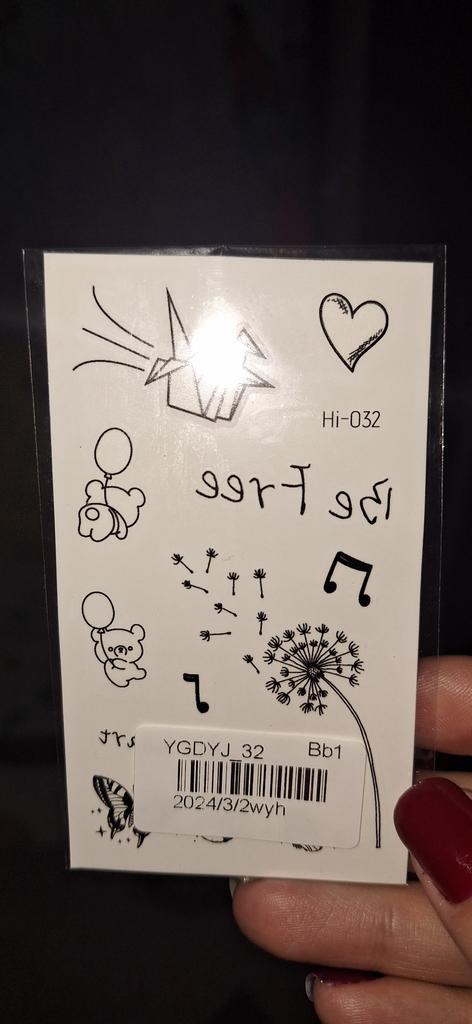 Hi-032
Be Free
YGDYJ_32 Bb1
2024/3/2wyh